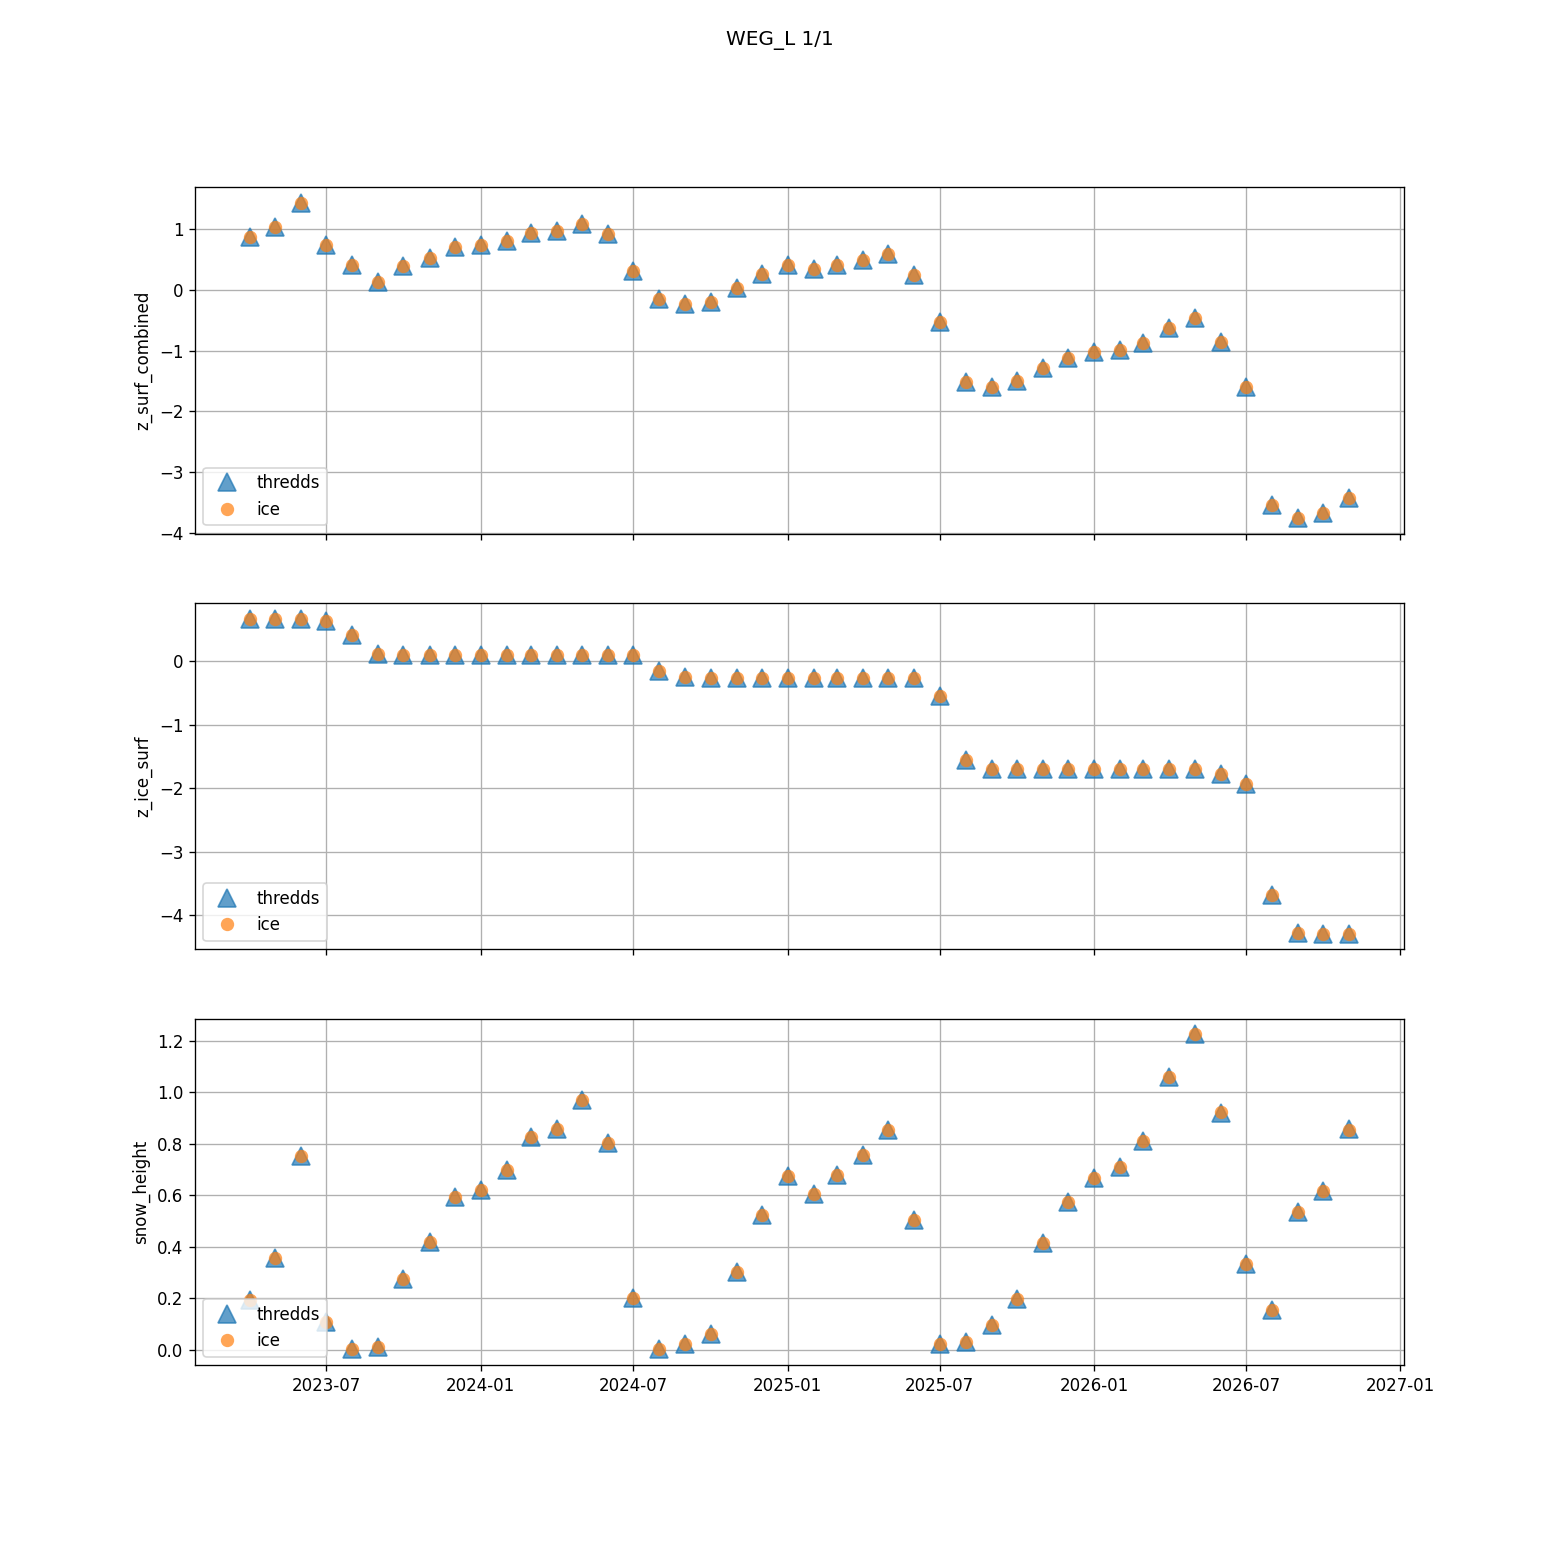 WEG_L 1/1
z_surf_combined
1
0
−1
−2
−3
−4
thredds
ice
z_ice_surf
0
−1
−2
−3
−4
thredds
ice
snow_height
1.2
1.0
0.8
0.6
0.4
0.2
0.0
thredds
ice
2023-07
2024-01
2024-07
2025-01
2025-07
2026-01
2026-07
2027-01